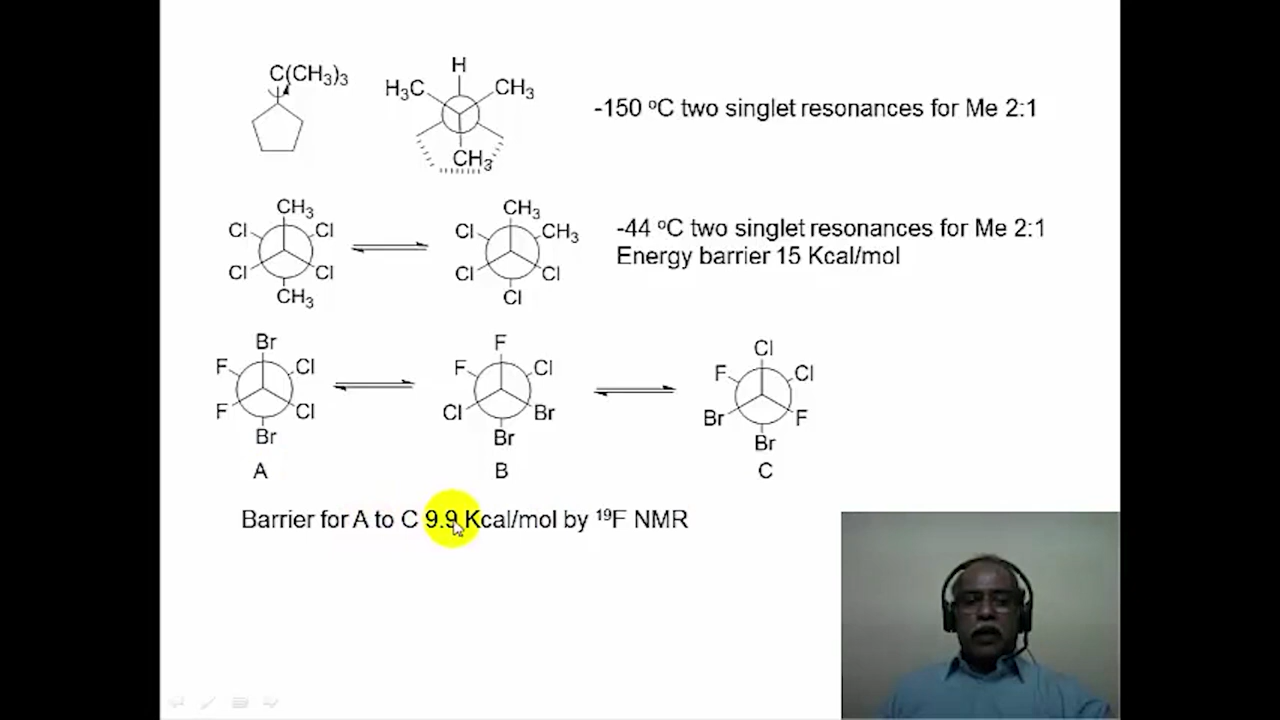 C(CH3)3
H
H3C CH3
CH3
-150 ºC two singlet resonances for Me 2:1
CH3
Cl Cl
Cl Cl
CH3
CH3
Cl CH3
Cl Cl
Cl
-44 ºC two singlet resonances for Me 2:1
Energy barrier 15 Kcal/mol
Br
F Cl
F Cl
Br
A
F
F Cl
Cl Br
Br
B
Cl
F Cl
Br F
Br
C
Barrier for A to C 9.9 Kcal/mol by 19F NMR